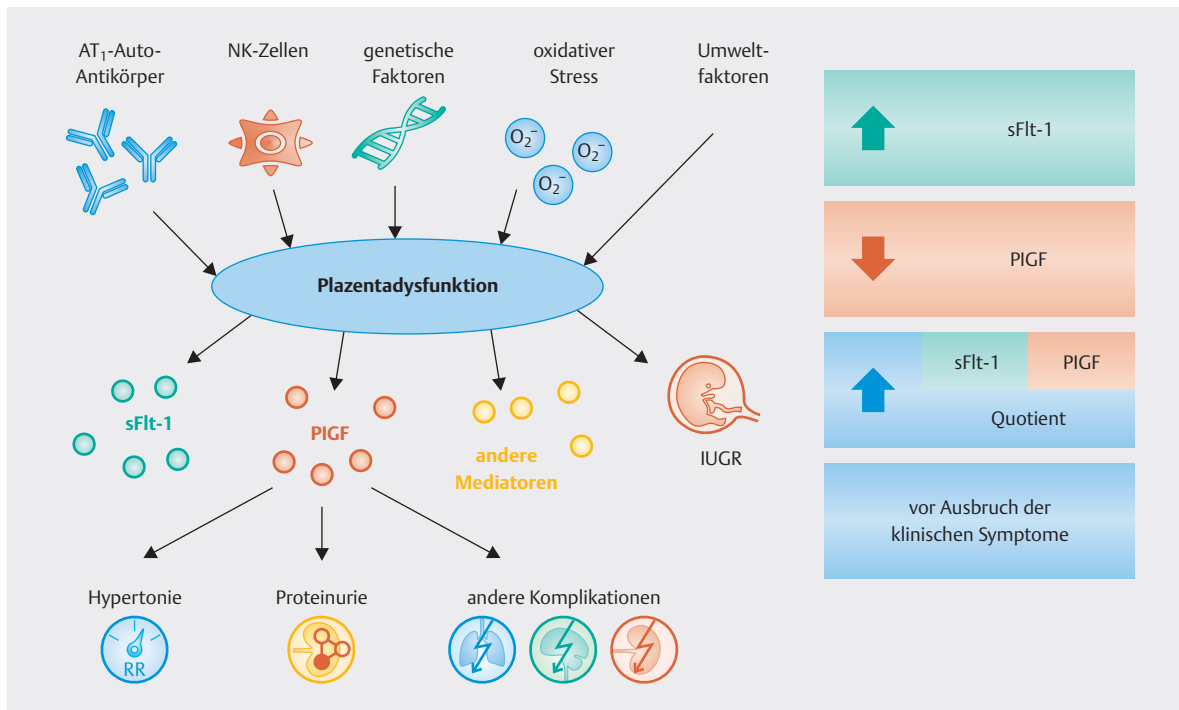 AT₁-Auto-
Antikörper
NK-Zellen
genetische
Faktoren
oxidativer
Stress
Umwelt-
faktoren
O₂⁻
O₂⁻
O₂⁻
Plazentadysfunktion
sFlt-1
PIGF
andere
Mediatoren
IUGR
Hypertonie
RR
Proteinurie
andere Komplikationen
sFlt-1
PIGF
sFlt-1
PIGF
Quotient
vor Ausbruch der
klinischen Symptome